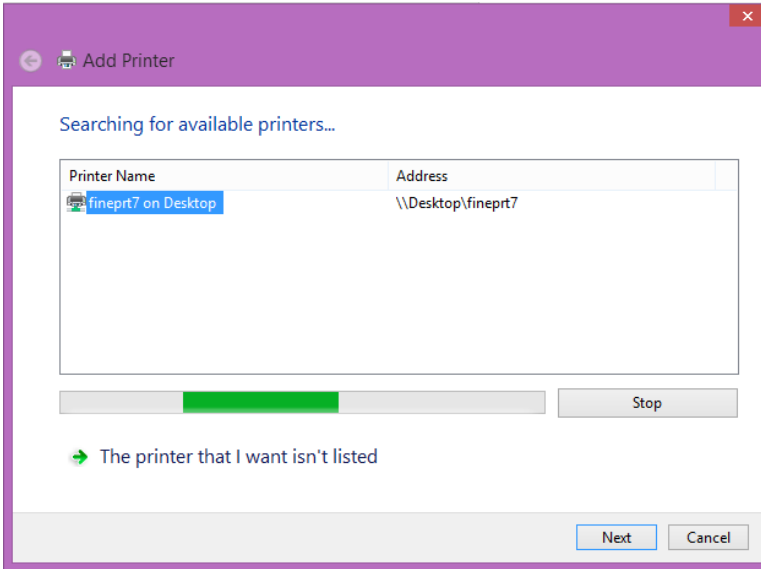 Add Printer
Searching for available printers...
Printer Name Address
fineprt7 on Desktop \\Desktop\fineprt7
Stop
The printer that I want isn't listed
Next Cancel